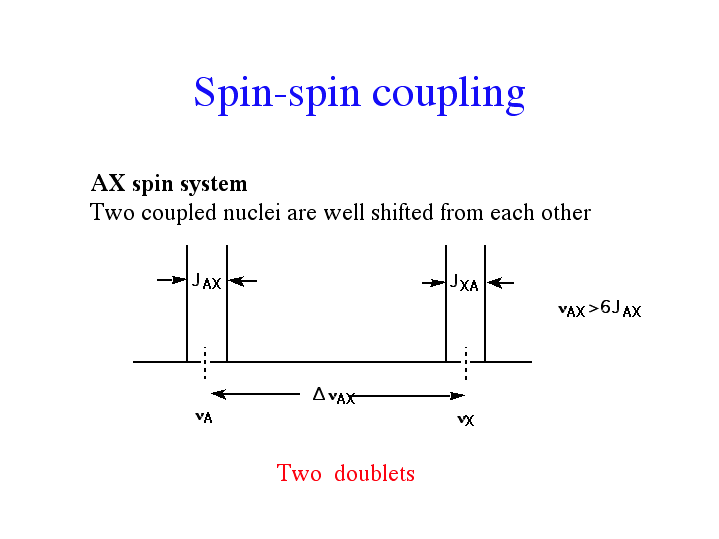 Spin-spin coupling
AX spin system
Two coupled nuclei are well shifted from each other
JAX
JXA
νAX>6JAX
ΔνAX
νA
νX
Two doublets